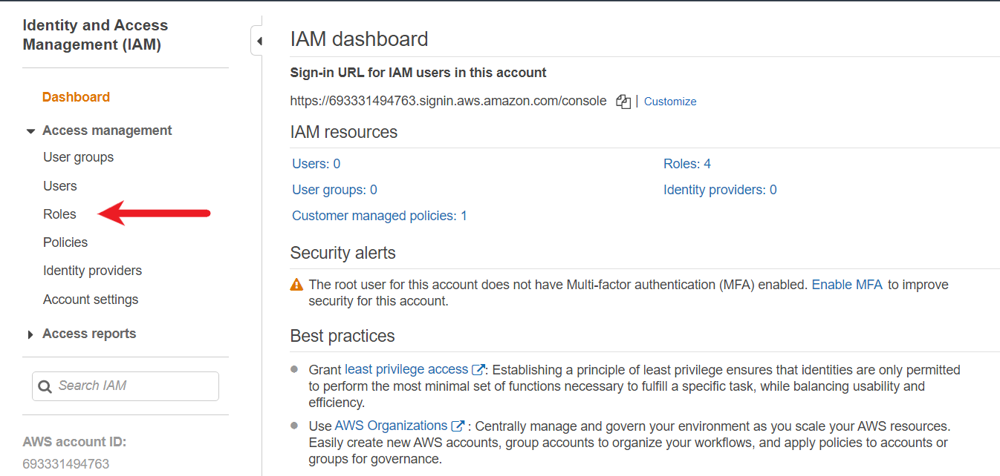 Identity and Access
Management (IAM)
Dashboard
Access management
User groups
Users
Roles
Policies
Identity providers
Account settings
Access reports
Search IAM
AWS account ID:
693331494763
IAM dashboard
Sign-in URL for IAM users in this account
https://693331494763.signin.aws.amazon.com/console | Customize
IAM resources
Users: 0
Roles: 4
User groups: 0
Identity providers: 0
Customer managed policies: 1
Security alerts
The root user for this account does not have Multi-factor authentication (MFA) enabled. Enable MFA to improve
security for this account.
Best practices
Grant least privilege access : Establishing a principle of least privilege ensures that identities are only permitted
to perform the most minimal set of functions necessary to fulfill a specific task, while balancing usability and
efficiency.
Use AWS Organizations : Centrally manage and govern your environment as you scale your AWS resources.
Easily create new AWS accounts, group accounts to organize your workflows, and apply policies to accounts or
groups for governance.